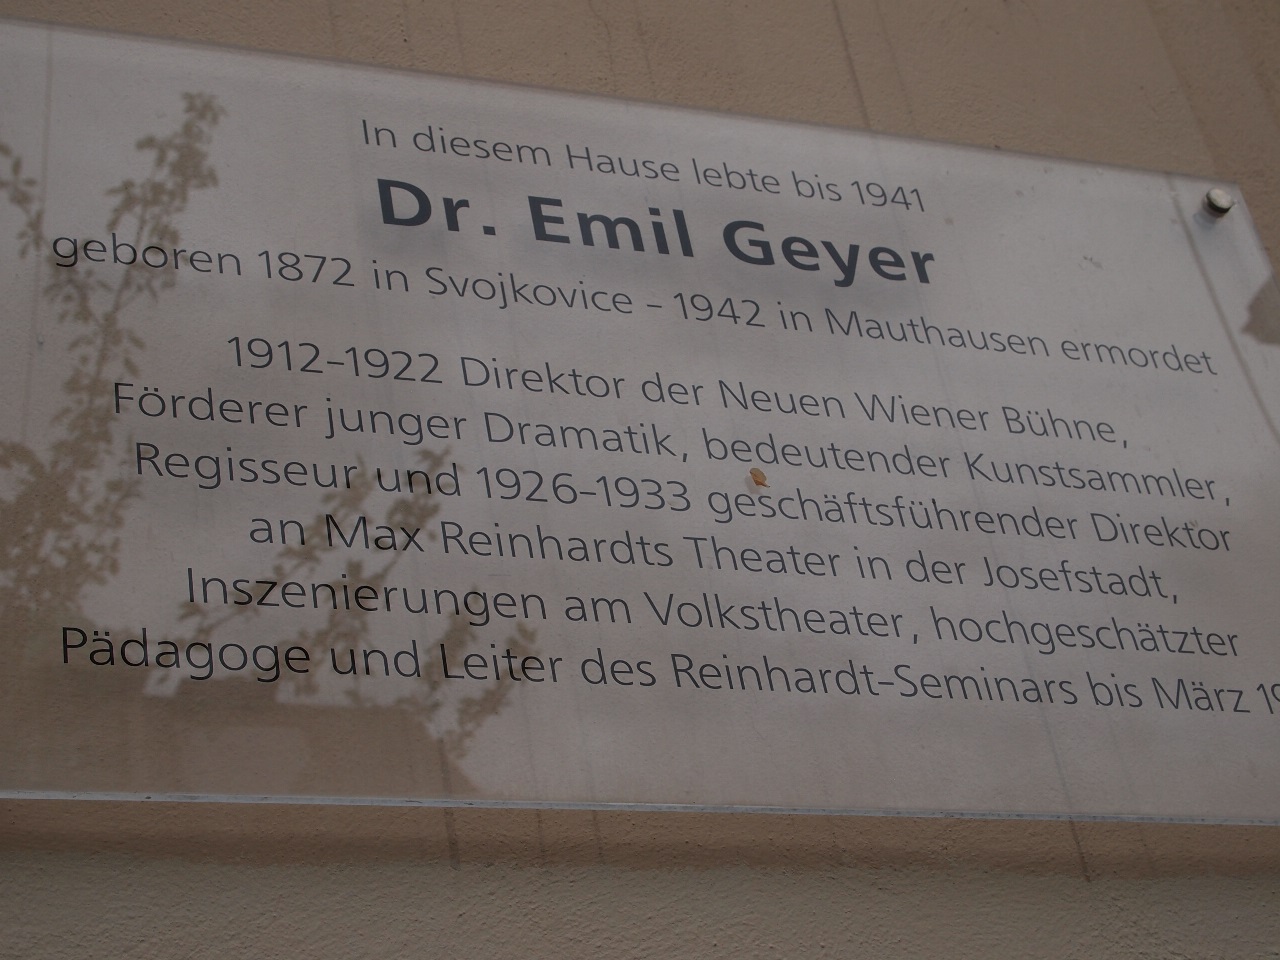 In diesem Hause lebte bis 1941
Dr. Emil Geyer
geboren 1872 in Svojkovice – 1942 in Mauthausen ermordet
1912–1922 Direktor der Neuen Wiener Bühne,
Förderer junger Dramatik, bedeutender Kunstsammler,
Regisseur und 1926–1933 geschäftsführender Direktor
an Max Reinhardts Theater in der Josefstadt,
Inszenierungen am Volkstheater, hochgeschätzter
Pädagoge und Leiter des Reinhardt-Seminars bis März